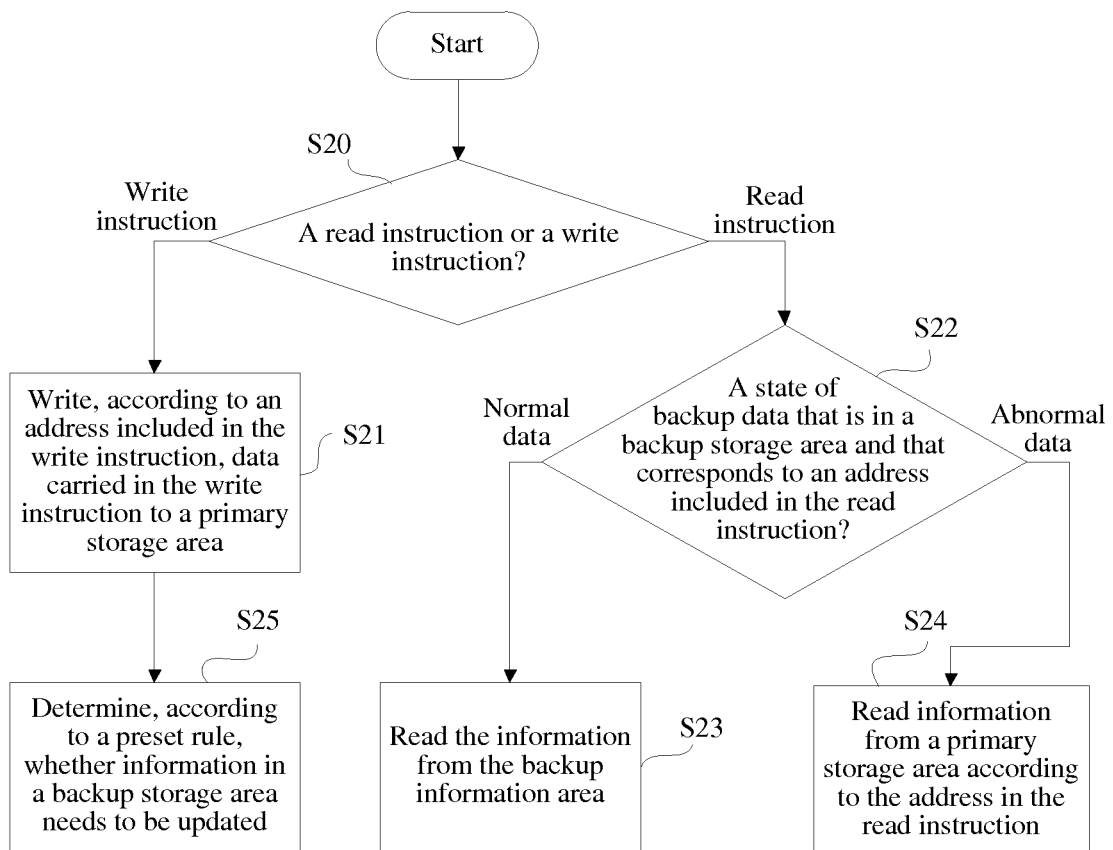 Start
S20
Write
instruction
Read
instruction
A read instruction or a write
instruction?
S22
Write, according to an
address included in the
write instruction, data
carried in the write
instruction to a primary
storage area
S21
Normal
data
A state of
backup data that is in a
backup storage area and that
corresponds to an address
included in the read
instruction?
Abnormal
data
S25
Determine, according
to a preset rule,
whether information in
a backup storage area
needs to be updated
Read the information
from the backup
information area
S23
S24
Read information
from a primary
storage area according
to the address in the
read instruction